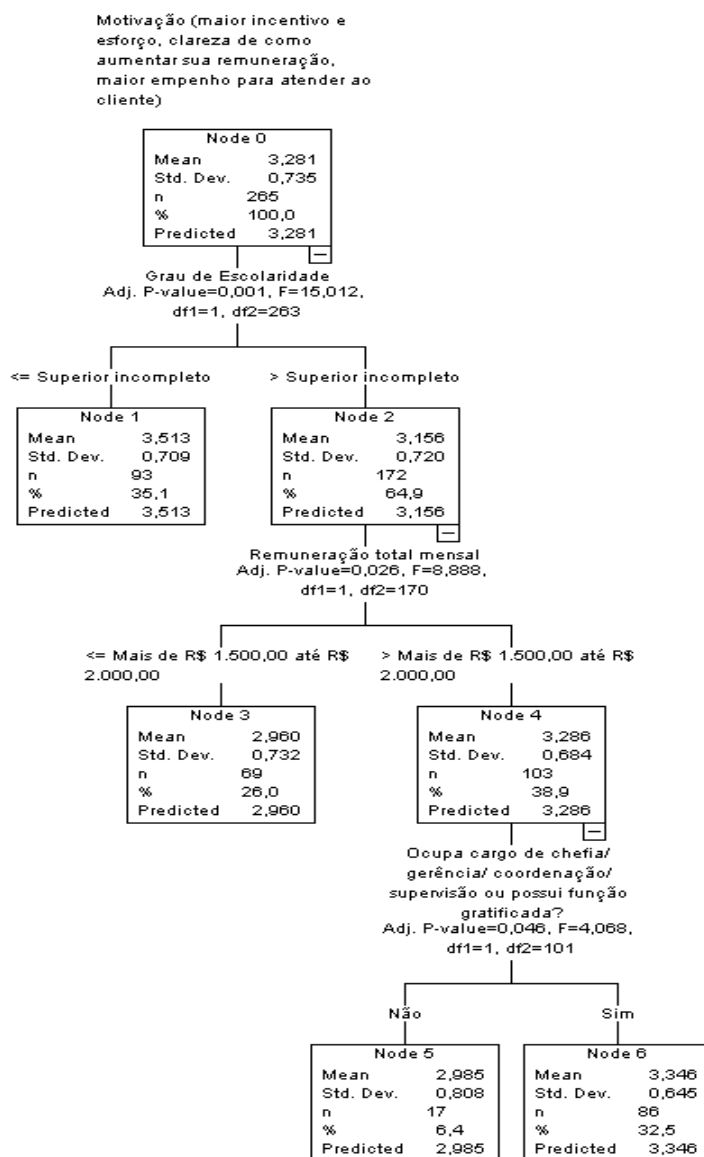 Motivação (maior incentivo e
esforço, clareza de como
aumentar sua remuneração,
maior empenho para atender ao
cliente)
Node 0
Mean 3,281
Std. Dev. 0,735
n 265
% 100,0
Predicted 3,281
Grau de Escolaridade
Adj. P-value=0,001, F=15,012,
df1=1, df2=263
<= Superior incompleto
> Superior incompleto
Node 1
Mean 3,513
Std. Dev. 0,709
n 93
% 35,1
Predicted 3,513
Node 2
Mean 3,156
Std. Dev. 0,720
n 172
% 64,9
Predicted 3,156
Remuneração total mensal
Adj. P-value=0,026, F=8,888,
df1=1, df2=170
<= Mais de R$ 1.500,00 até R$
2.000,00
> Mais de R$ 1.500,00 até R$
2.000,00
Node 3
Mean 2,960
Std. Dev. 0,732
n 69
% 26,0
Predicted 2,960
Node 4
Mean 3,286
Std. Dev. 0,684
n 103
% 38,9
Predicted 3,286
Ocupa cargo de chefia/
gerência/ coordenação/
supervisão ou possui função
gratificada?
Adj. P-value=0,046, F=4,068,
df1=1, df2=101
Não
Sim
Node 5
Mean 2,985
Std. Dev. 0,808
n 17
% 6,4
Predicted 2,985
Node 6
Mean 3,346
Std. Dev. 0,645
n 86
% 32,5
Predicted 3,346